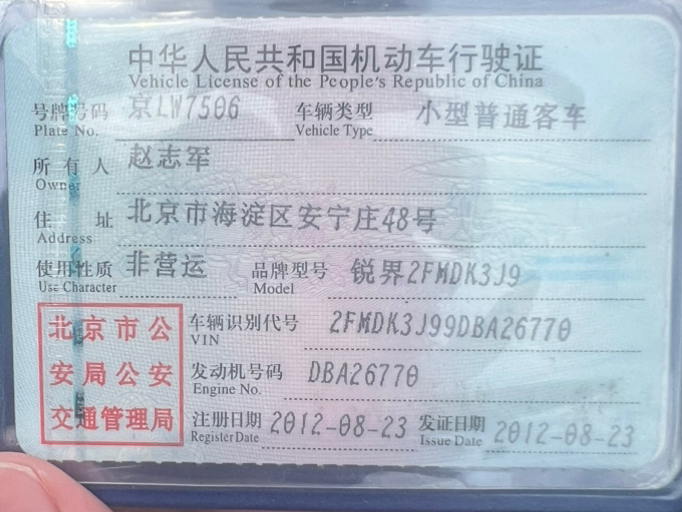 中华人民共和国机动车行驶证
Vehicle License of the People's Republic of China
号牌号码 京LW7506 车辆类型 小型普通客车
Plate No. Vehicle Type
所有人 赵志军
Owner
住址 北京市海淀区安宁庄48号
Address
使用性质 非营运 品牌型号 锐界2FMDK3J9
Use Character Model
北京市公 车辆识别代号 2FMDK3J99DBA26770
VIN
安局公安 发动机号码 DBA26770
Engine No.
交通管理局 注册日期 2012-08-23 发证日期 2012-08-23
Register Date Issue Date